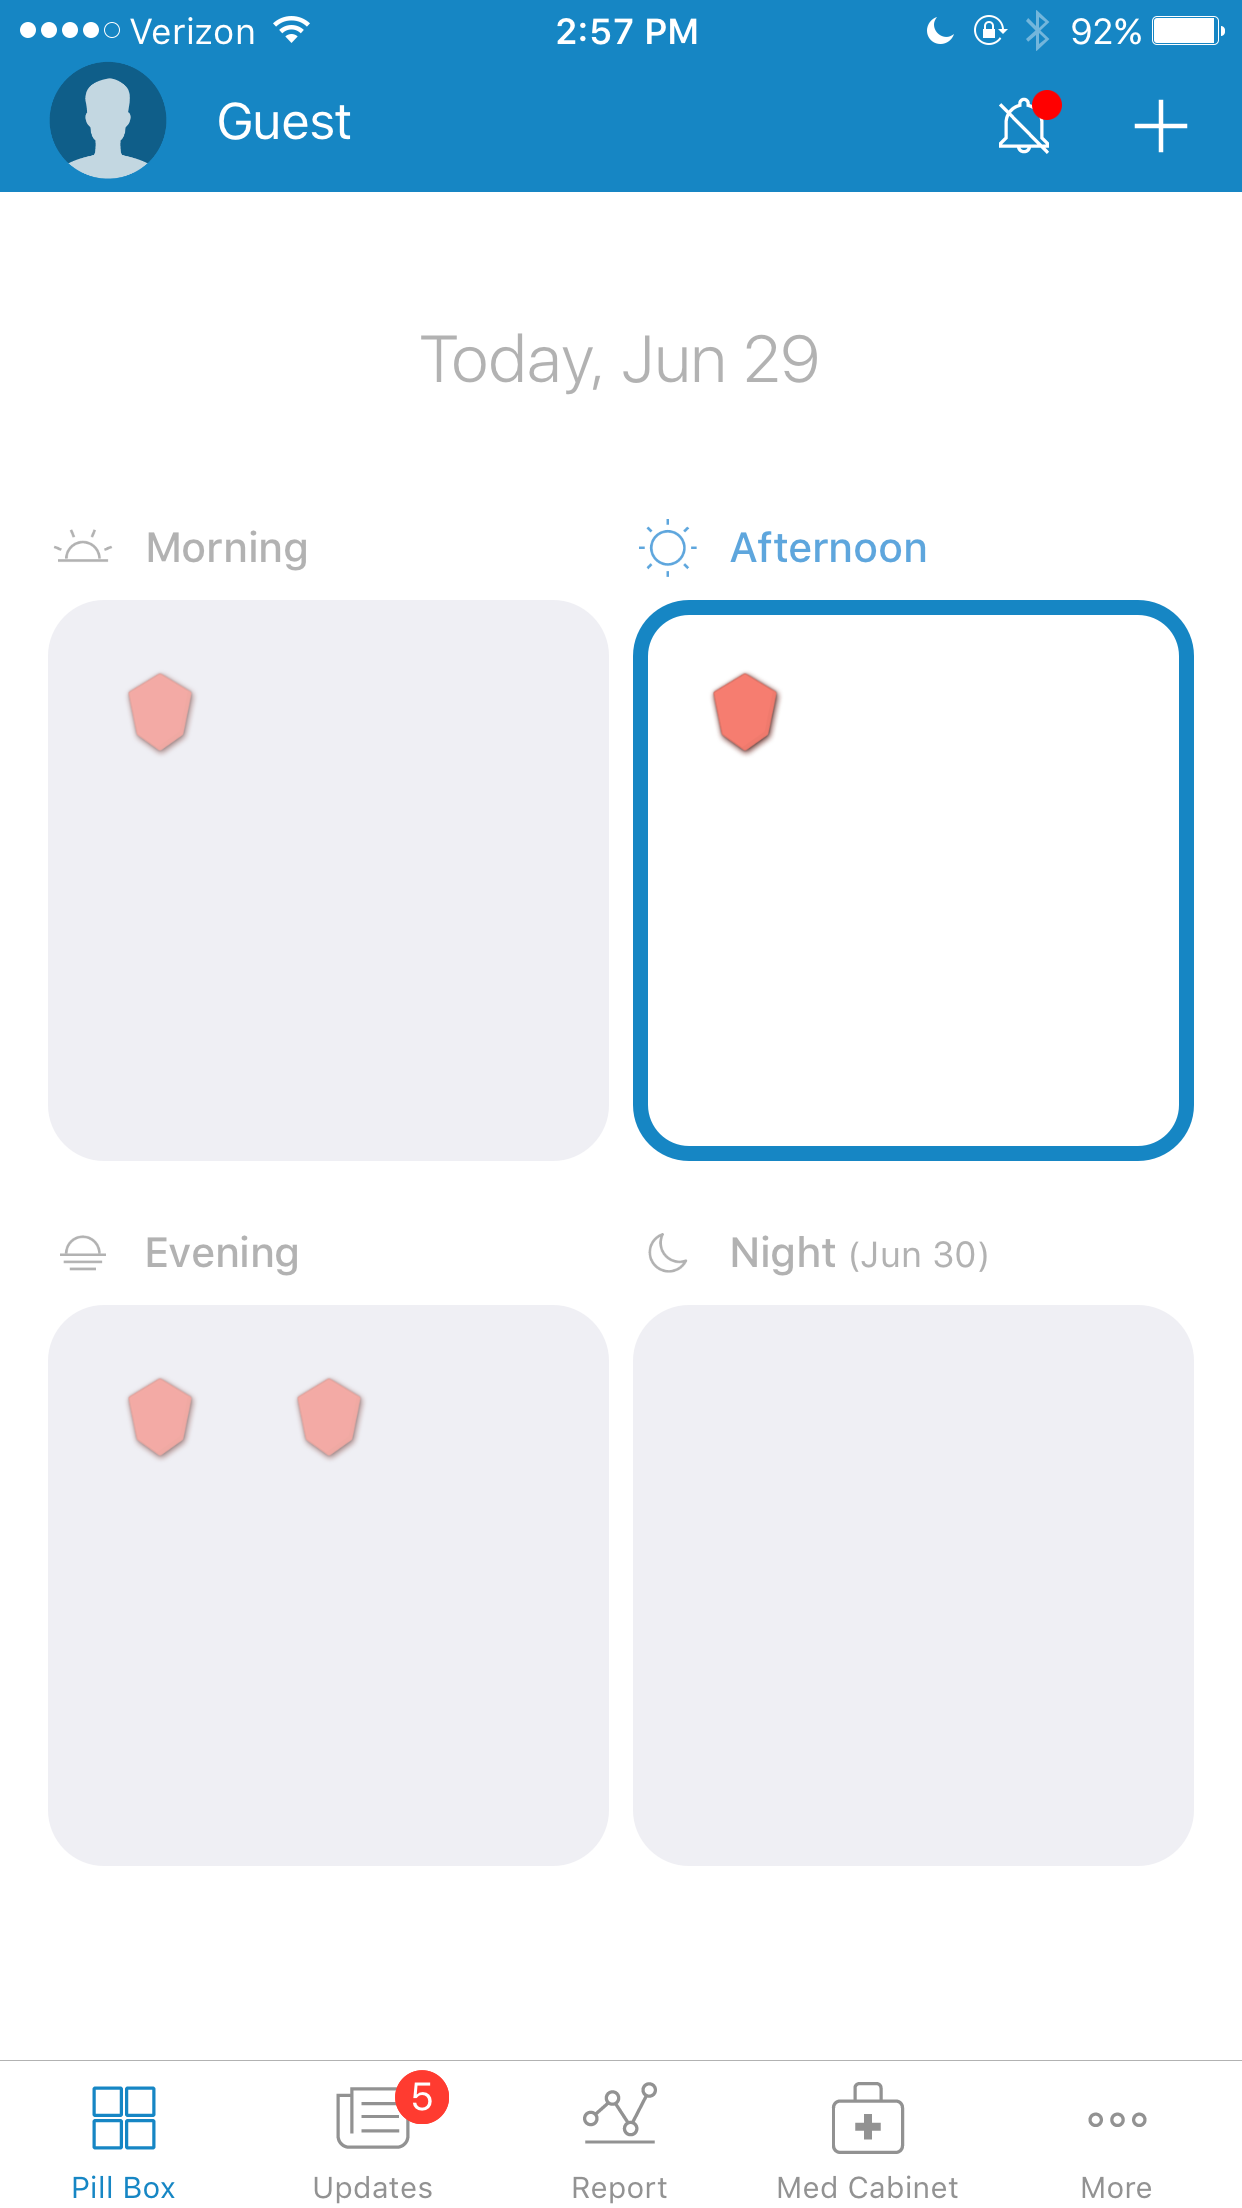 Verizon 2:57 PM 92%
Guest
Today, Jun 29
Morning
Afternoon
Evening
Night (Jun 30)
5
Pill Box Updates Report Med Cabinet More